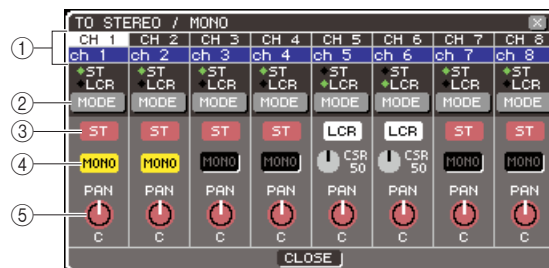 TO STEREO / MONO
CH 1 CH 2 CH 3 CH 4 CH 5 CH 6 CH 7 CH 8
① ch 1 ch 2 ch 3 ch 4 ch 5 ch 6 ch 7 ch 8
ST ST ST ST ST ST ST ST
LCR LCR LCR LCR LCR LCR LCR LCR
② MODE MODE MODE MODE MODE MODE MODE MODE
③ ST ST ST ST LCR LCR ST ST
④ MONO MONO MONO MONO CSR 50 CSR 50 MONO MONO
PAN PAN PAN PAN PAN PAN PAN PAN
⑤
C C C C C C C C
CLOSE